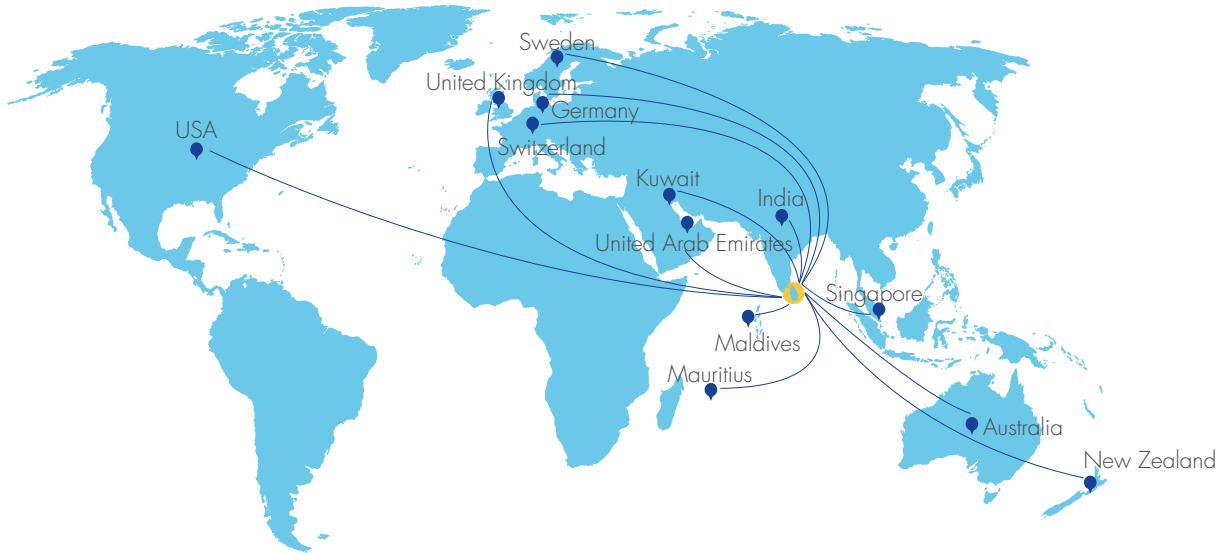 Sweden
United Kingdom
Germany
USA
Switzerland
Kuwait
India
United Arab Emirates
Singapore
Maldives
Mauritius
Australia
New Zealand